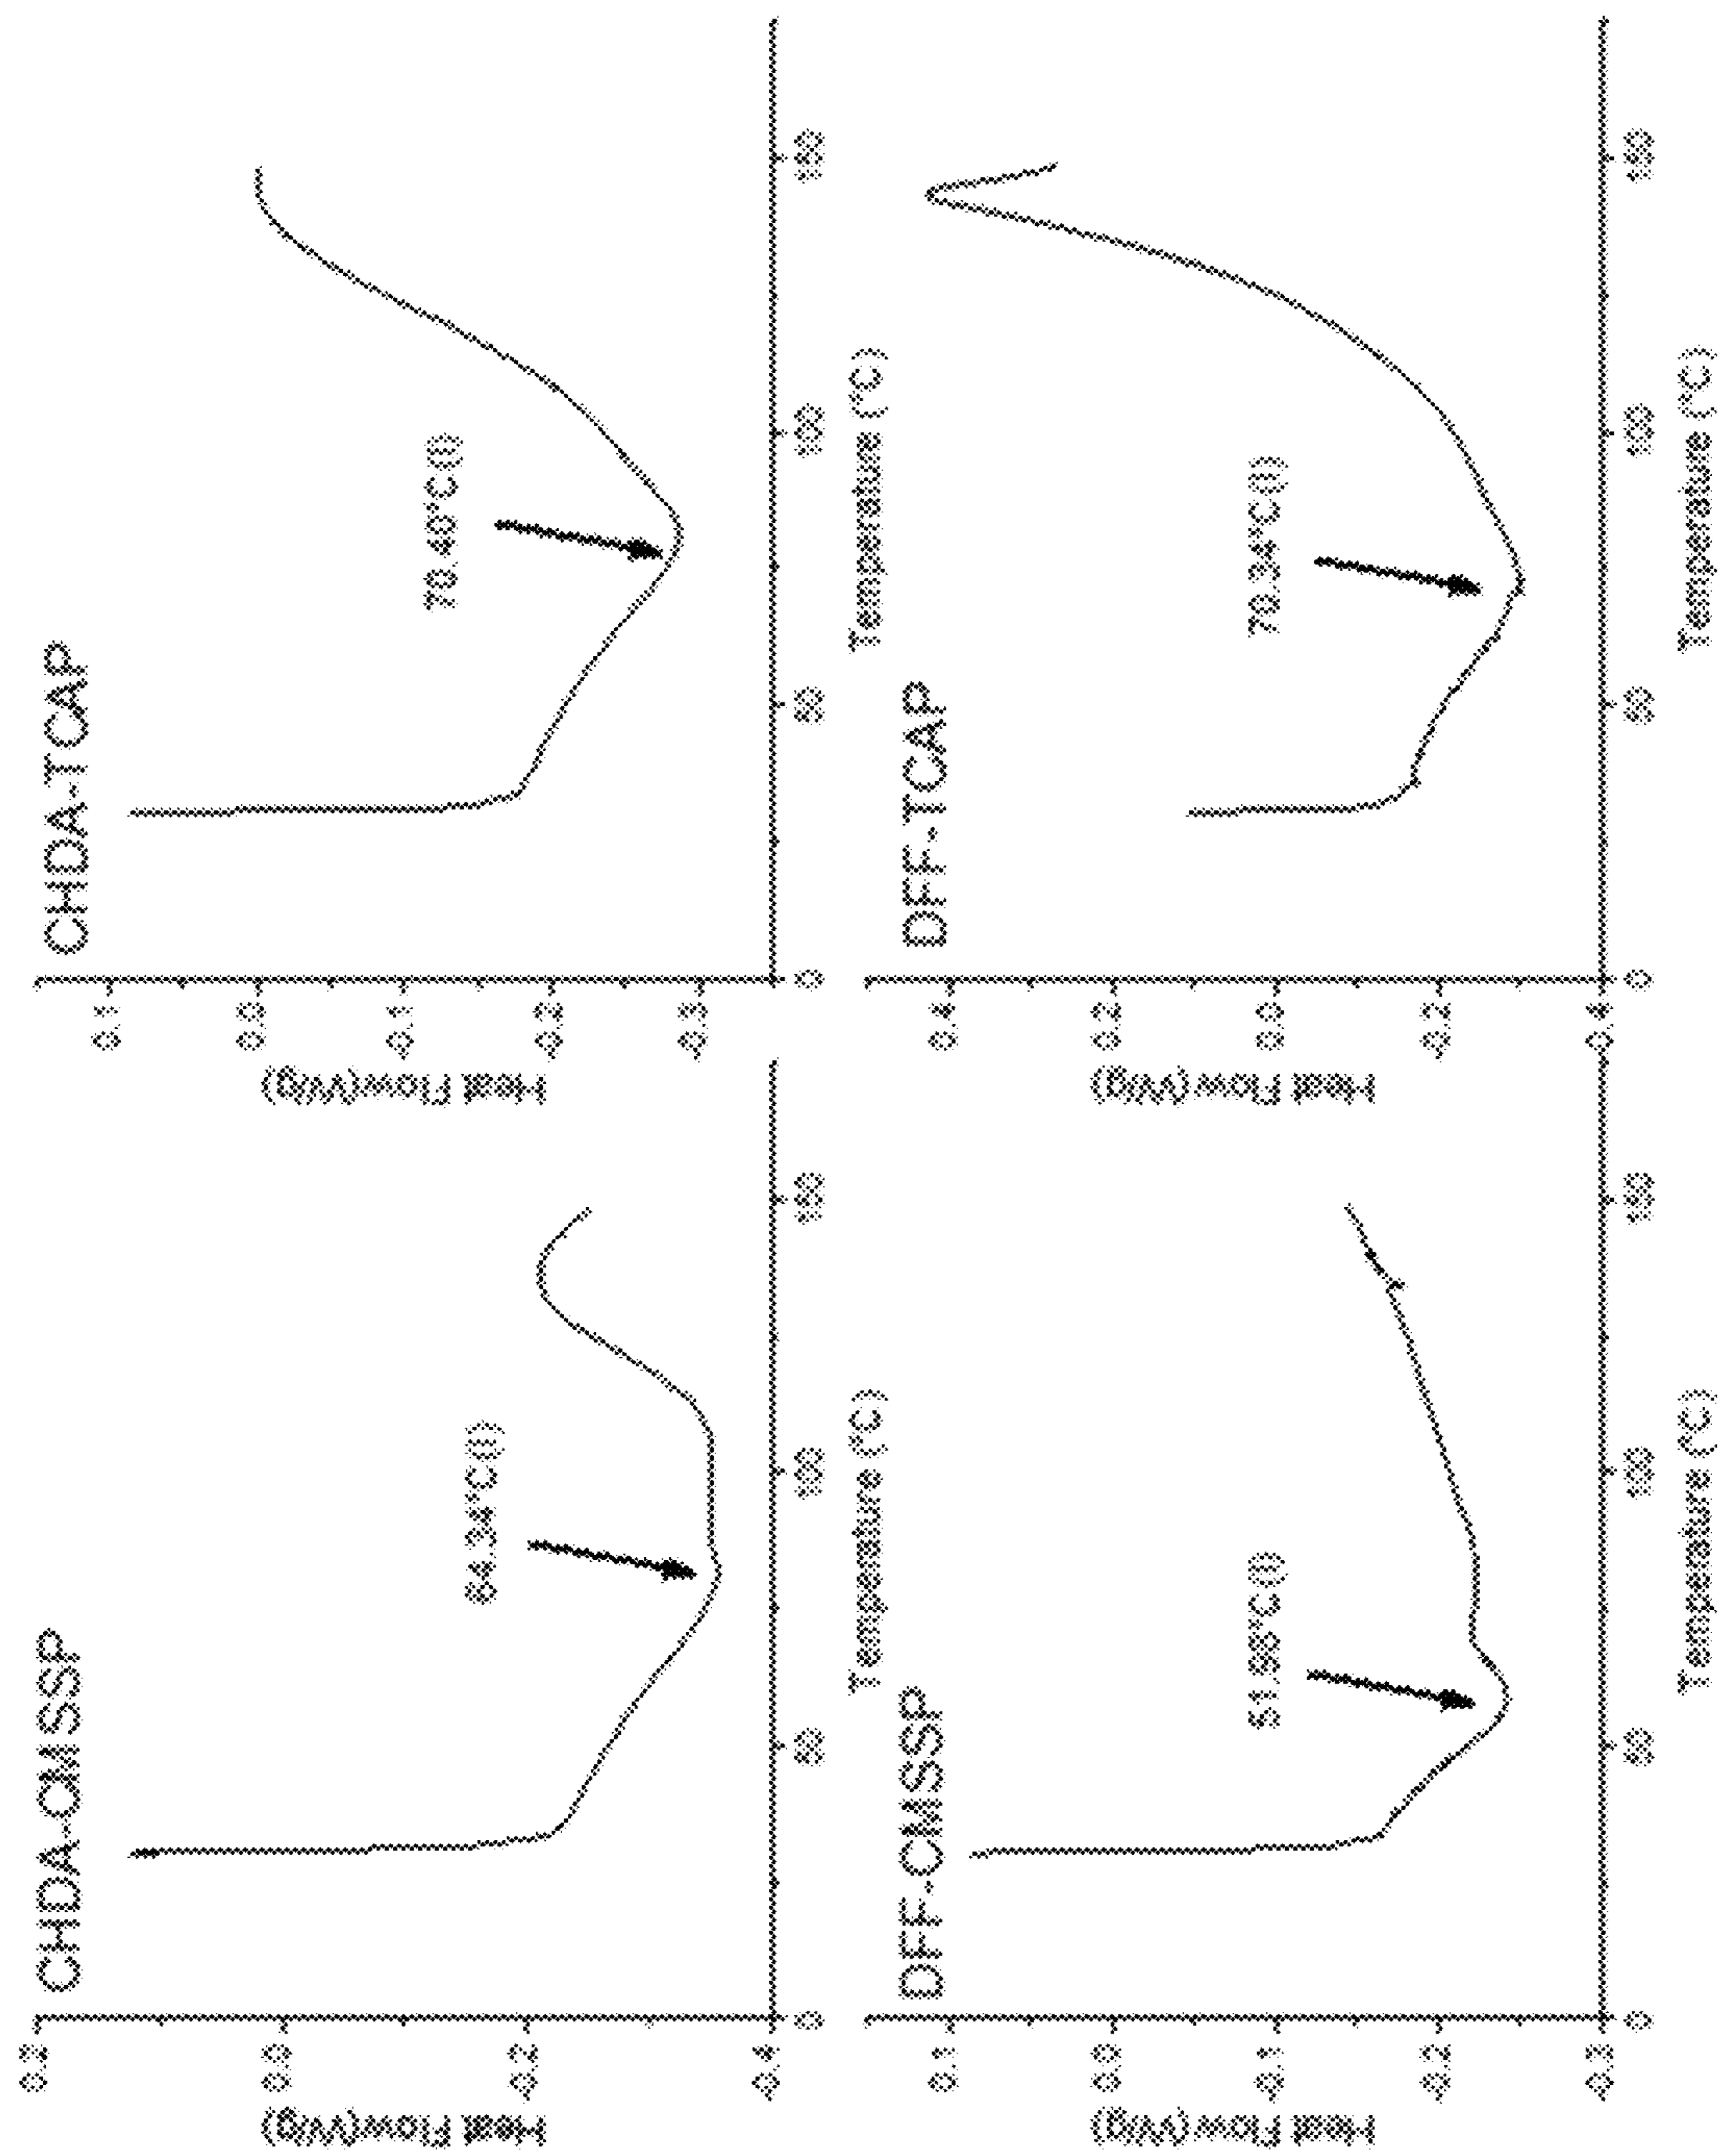 CHDA-CMSSP
0.2
0.0
-0.2
-0.4
Heat Flow(W/g)
64.34°C(I)
0
50
100
150
Temperature (°C)
CHDA-TCAP
0.1
0.0
-0.1
-0.2
-0.3
Heat Flow(W/g)
70.40°C(I)
0
50
100
150
Temperature (°C)
DFF-CMSSP
0.1
0.0
-0.1
-0.2
-0.3
Heat Flow(W/g)
0
50
100
150
Temperature (°C)
DFF-TCAP
0.4
0.2
0.0
-0.2
-0.4
Heat Flow(W/g)
70.34°C(I)
0
50
100
150
Temperature (°C)